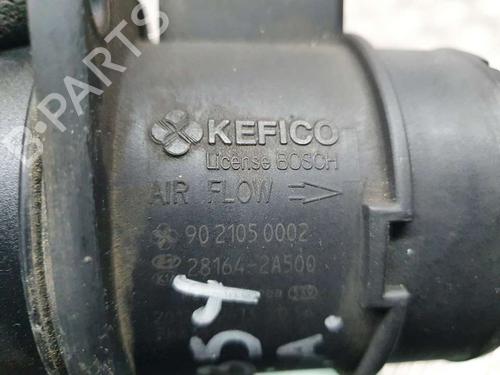 B-PARTS
KEFICO
License BOSCH
AIR FLOW
90 2105 0002
28164-2A500